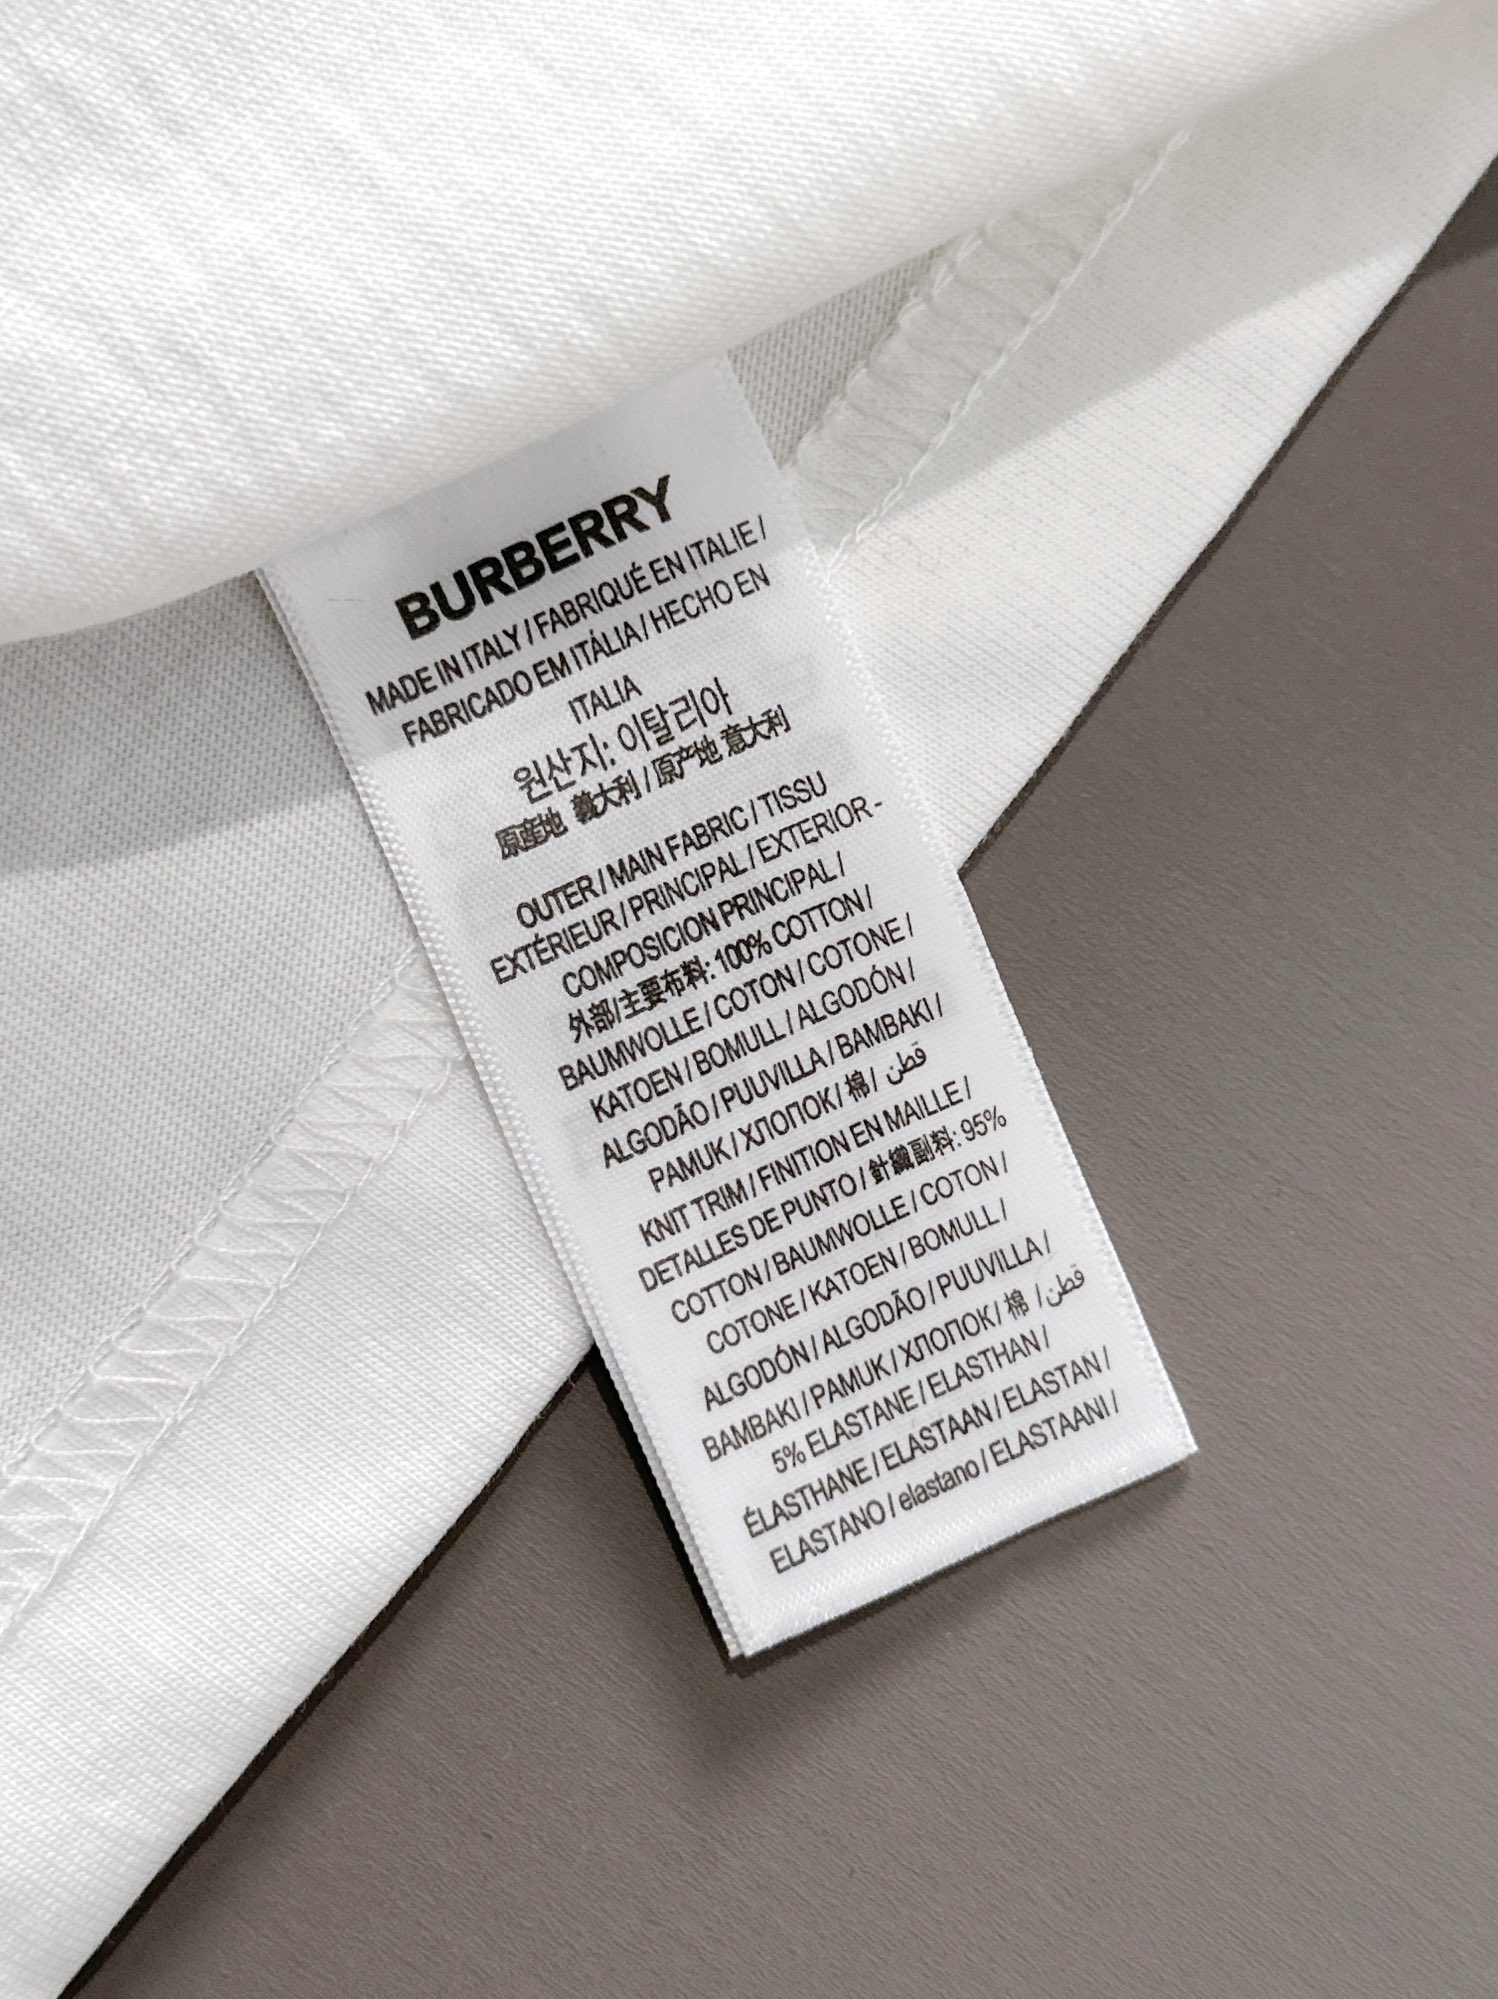 BURBERRY
MADE IN ITALY / FABRIQUÉ EN ITALIE /
FABRICADO EM ITÁLIA / HECHO EN
ITALIA
원산지: 이탈리아
原産地 義大利 / 原产地 意大利
OUTER / MAIN FABRIC / TISSU
EXTÉRIEUR / PRINCIPAL / EXTERIOR -
COMPOSICION PRINCIPAL /
外部/主要布料: 100% COTTON /
BAUMWOLLE / COTON / COTONE /
KATOEN / BOMULL / ALGODÓN /
ALGODÃO / PUUVILLA / BAMBAKI /
PAMUK / ХЛОПОК / 棉 / قطن
KNIT TRIM / FINITION EN MAILLE /
DETALLES DE PUNTO / 針織副料: 95%
COTTON / BAUMWOLLE / COTON /
COTONE / KATOEN / BOMULL /
ALGODÓN / ALGODÃO / PUUVILLA /
BAMBAKI / PAMUK / ХЛОПОК / 棉 / قطن
5% ELASTANE / ELASTHAN /
ÉLASTHANE / ELASTAAN / ELASTAN /
ELASTANO / elastano / ELASTAANI /